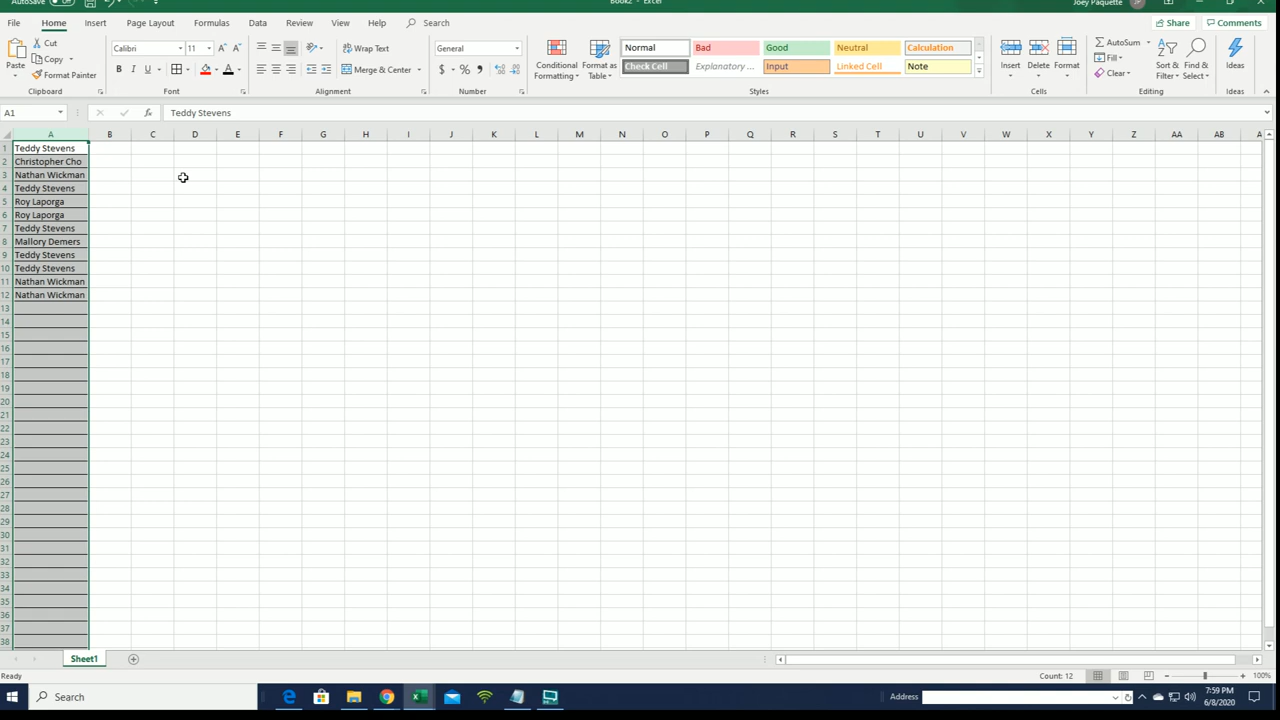 AutoSave Off Book2 - Excel Joey Paquette JP
File Home Insert Page Layout Formulas Data Review View Help Search Share Comments
Paste Cut Copy Format Painter Clipboard
Calibri 11 A A B I U A Font
Wrap Text Merge & Center Alignment
General $ % , Number
Conditional Formatting Format as Table
Normal Bad Good Neutral Calculation
Check Cell Explanatory ... Input Linked Cell Note
Styles
Insert Delete Format Cells
AutoSum Fill Clear Sort & Filter Find & Select Editing
Ideas Ideas
A1 fx Teddy Stevens
A B C D E F G H I J K L M N O P Q R S T U V W X Y Z AA AB A
1 Teddy Stevens
2 Christopher Cho
3 Nathan Wickman
4 Teddy Stevens
5 Roy Laporga
6 Roy Laporga
7 Teddy Stevens
8 Mallory Demers
9 Teddy Stevens
10 Teddy Stevens
11 Nathan Wickman
12 Nathan Wickman
13
14
15
16
17
18
19
20
21
22
23
24
25
26
27
28
29
30
31
32
33
34
35
36
37
38
Sheet1
Ready Count: 12 100%
Search Address 7:59 PM
6/8/2020